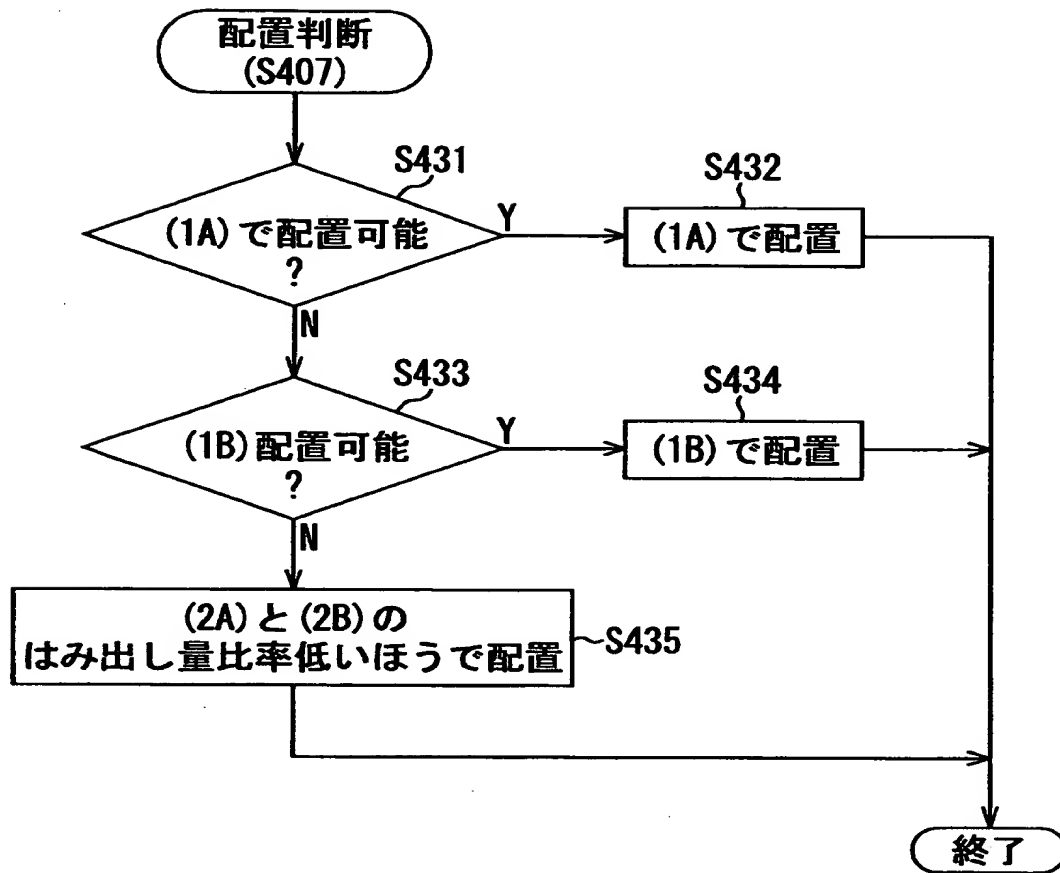 配置判断
(S407)
S431
(1A)で配置可能
?
Y
S432
(1A)で配置
N
S433
(1B)配置可能
?
Y
S434
(1B)で配置
N
(2A)と(2B)の
はみ出し量比率低いほうで配置
S435
終了